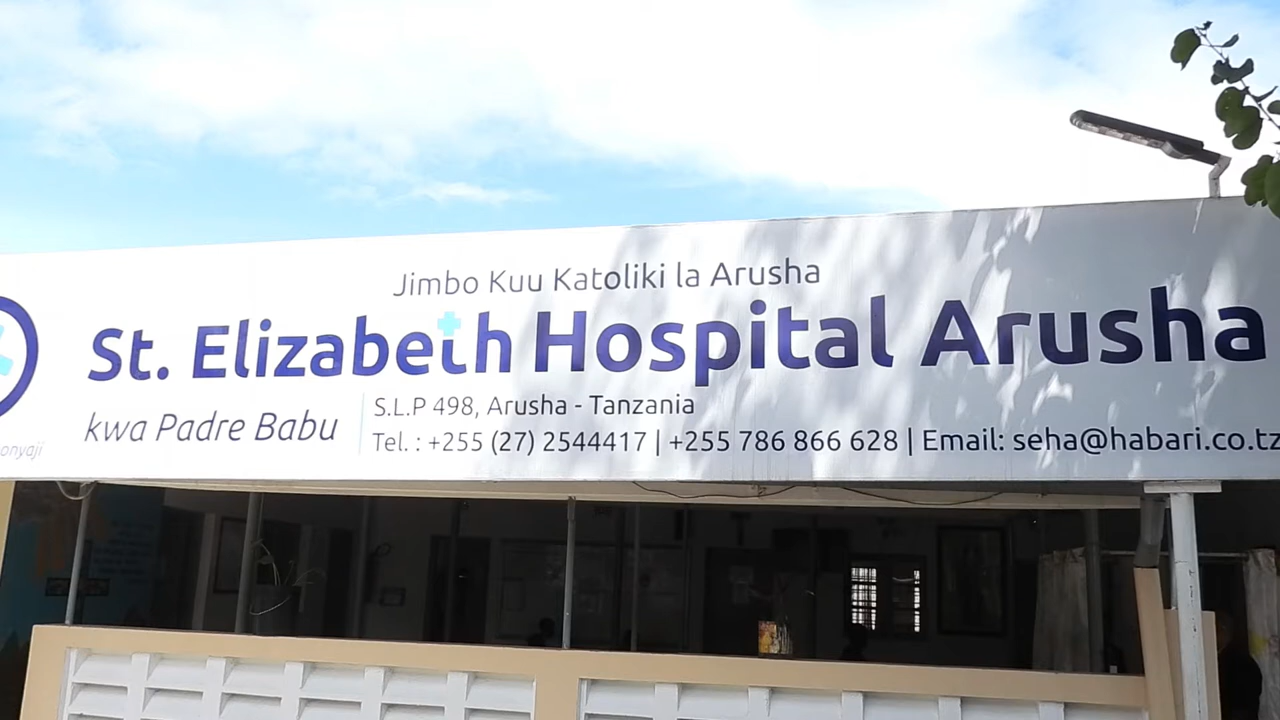 Jimbo Kuu Katoliki la Arusha
St. Elizabeth Hospital Arusha
kwa Padre Babu
S.L.P 498, Arusha - Tanzania
Tel. : +255 (27) 2544417 | +255 786 866 628 | Email: seha@habari.co.tz
onyaji